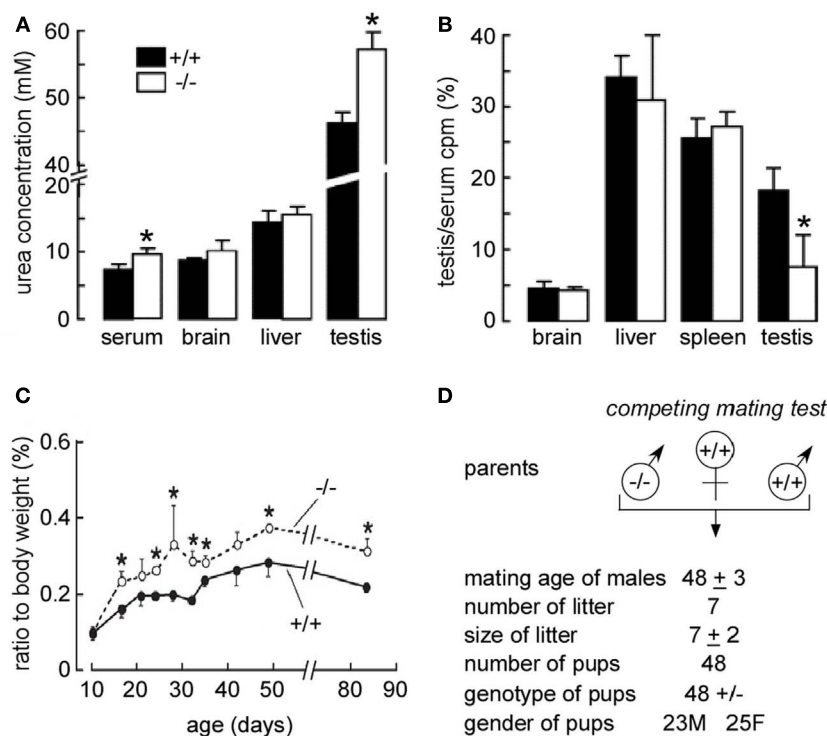 A
*
60
+/+
-/-
50
40
20
*
10
0
urea concentration (mM)
serum brain liver testis
B
40
30
20
*
10
0
testis/serum cpm (%)
brain liver spleen testis
C
0.6
*
-/-
0.4
* * * * * *
0.2
+/+
0
ratio to body weight (%)
10 20 30 40 50 80 90
age (days)
D
competing mating test
parents
-/- +/+ +/+
mating age of males 48 ± 3
number of litter 7
size of litter 7 ± 2
number of pups 48
genotype of pups 48 +/-
gender of pups 23M 25F